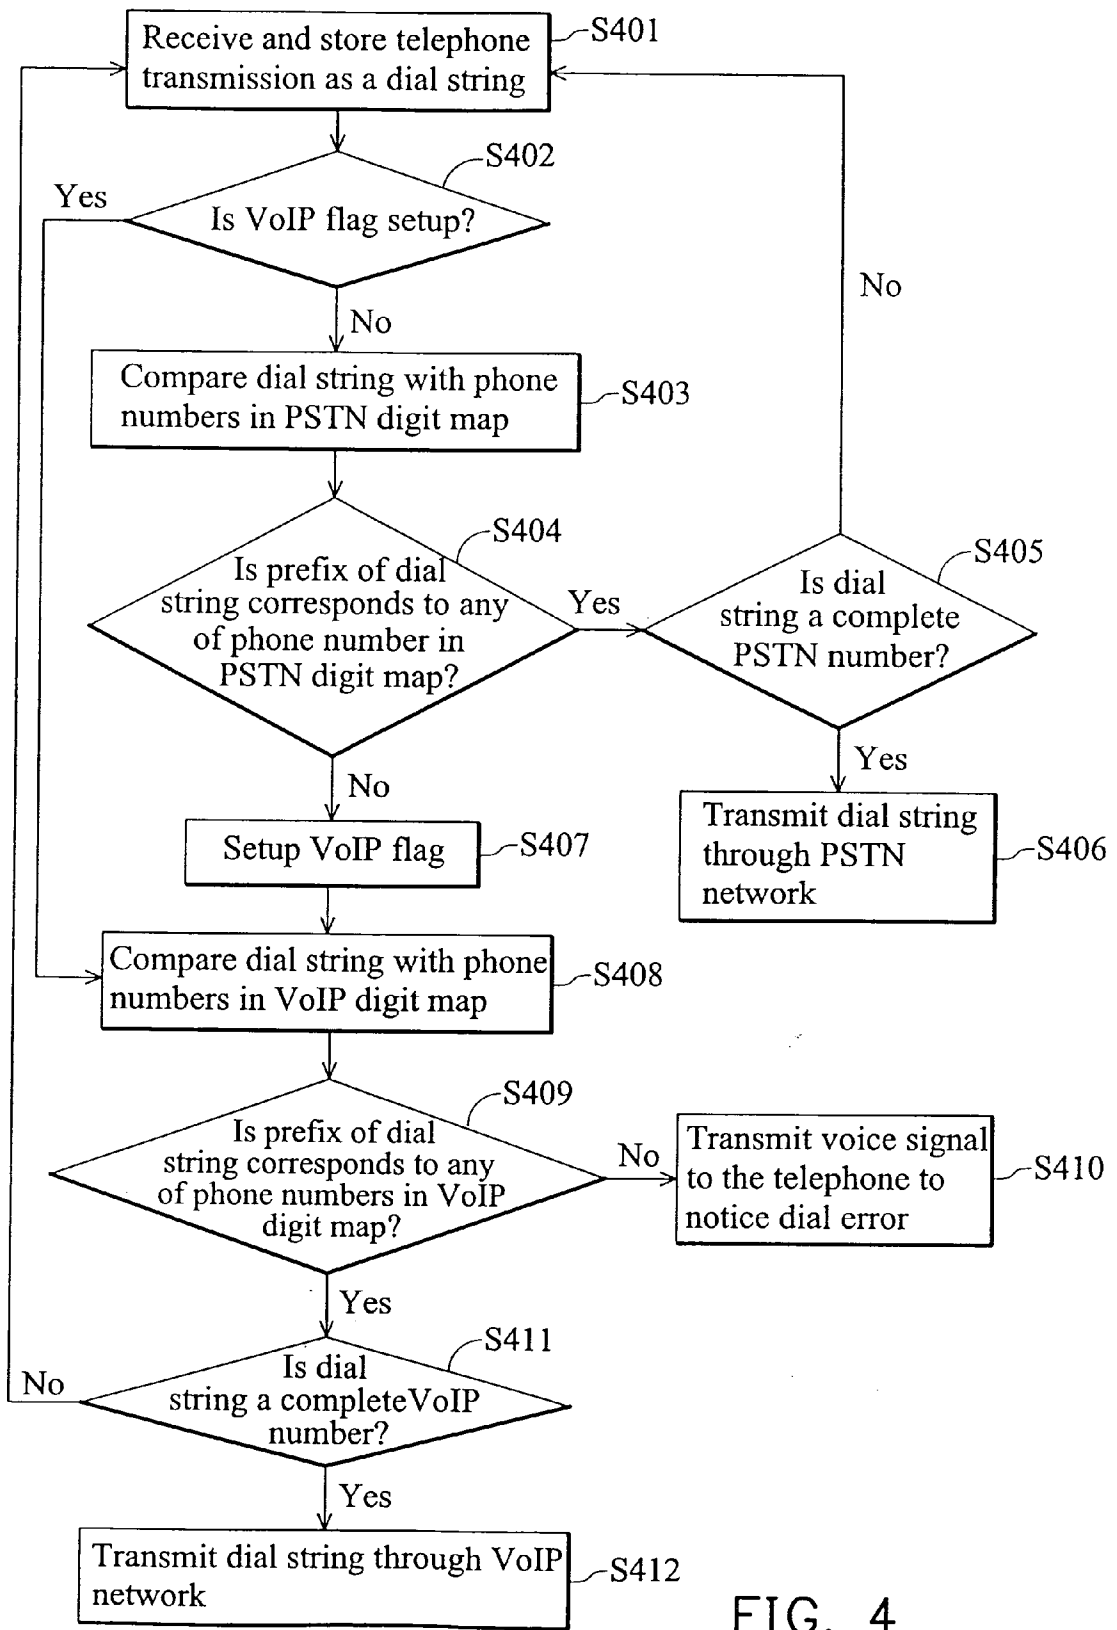 Receive and store telephone
transmission as a dial string
S401
S402
Yes
Is VoIP flag setup?
No
No
Compare dial string with phone
numbers in PSTN digit map
S403
S404
Is prefix of dial
string corresponds to any
of phone number in
PSTN digit map?
Yes
S405
Is dial
string a complete
PSTN number?
No
Yes
Setup VoIP flag
S407
Transmit dial string
through PSTN
network
S406
Compare dial string with phone
numbers in VoIP digit map
S408
S409
Is prefix of dial
string corresponds to any
of phone numbers in VoIP
digit map?
No
Transmit voice signal
to the telephone to
notice dial error
S410
Yes
S411
No
Is dial
string a completeVoIP
number?
Yes
Transmit dial string through VoIP
network
S412
FIG. 4